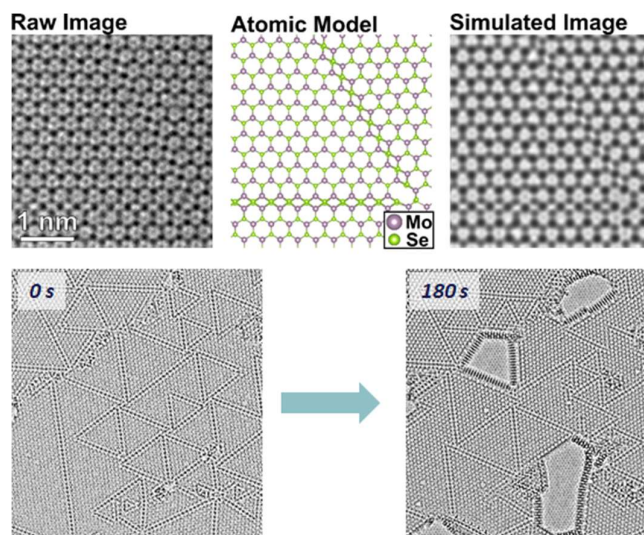 Raw Image
Atomic Model
Simulated Image
1 nm
Mo
Se
0 s
180 s